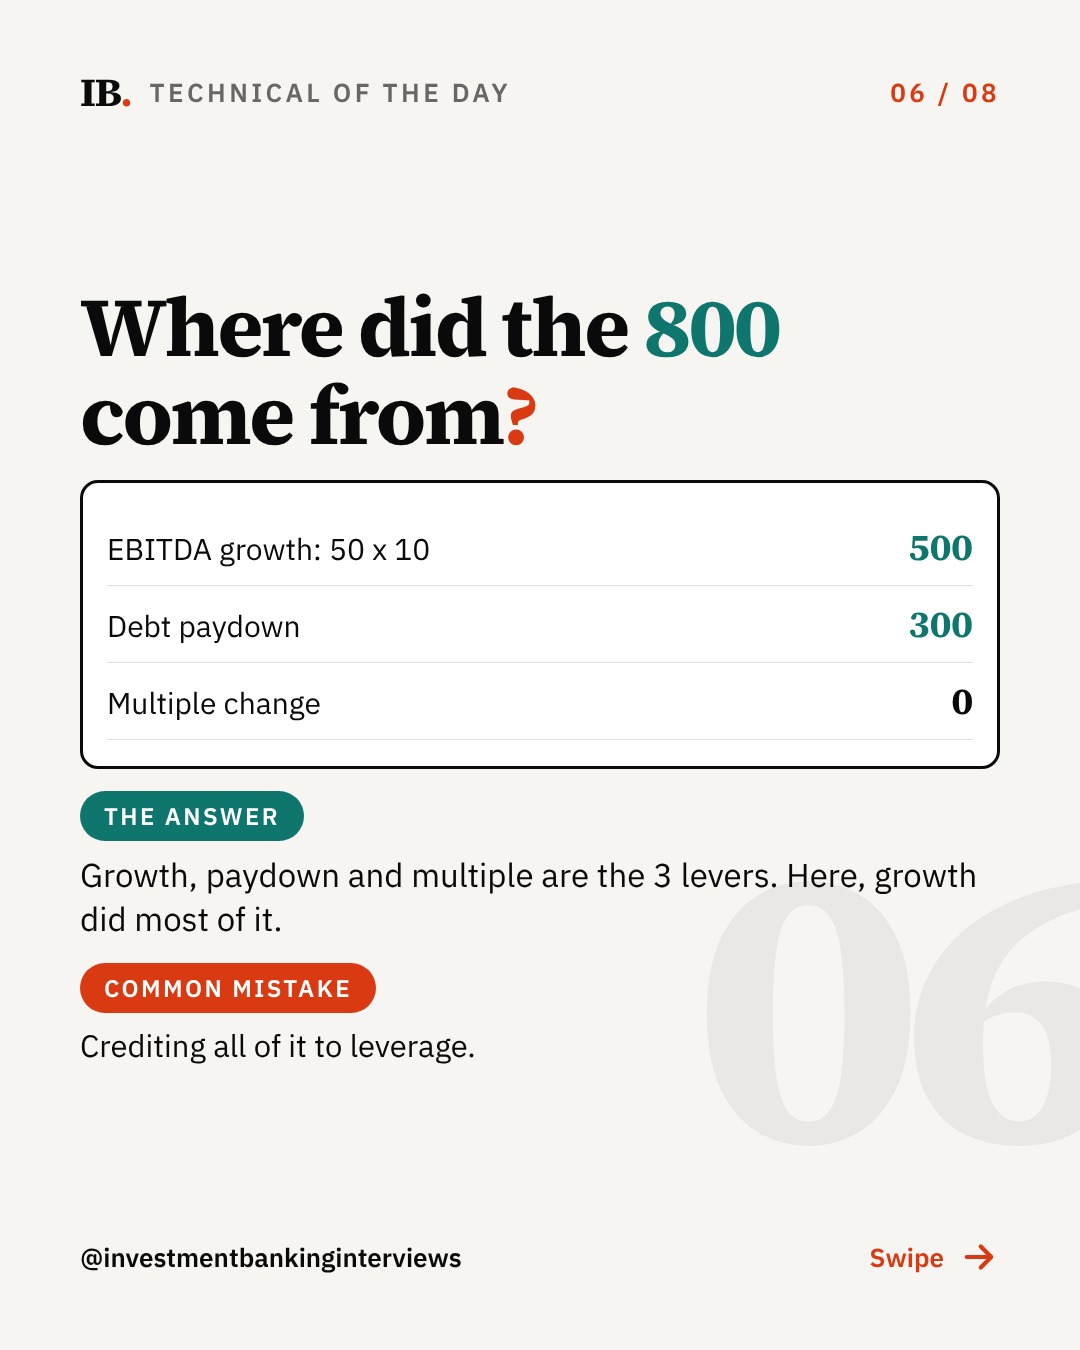 IB. TECHNICAL OF THE DAY 06 / 08
Where did the 800
come from?
EBITDA growth: 50 x 10 500
Debt paydown 300
Multiple change 0
THE ANSWER
Growth, paydown and multiple are the 3 levers. Here, growth
did most of it.
COMMON MISTAKE
Crediting all of it to leverage.
06
@investmentbankinginterviews Swipe →